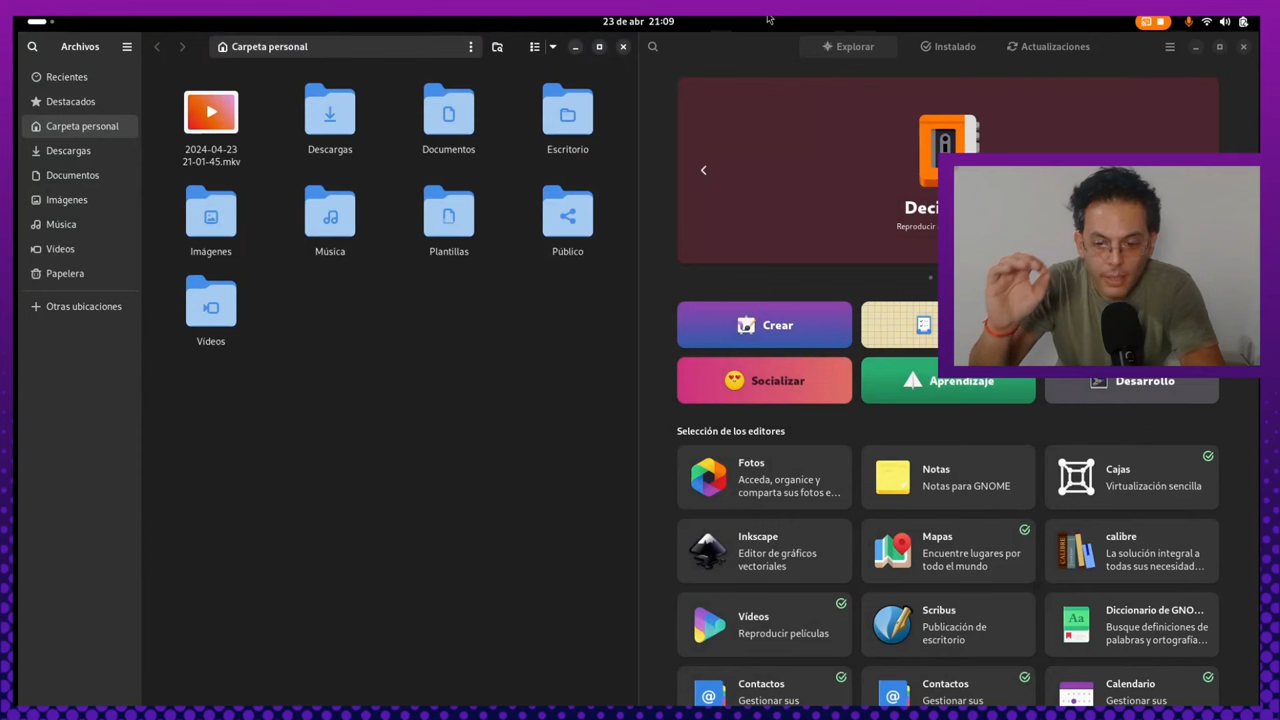 23 de abr 21:09
Archivos
Carpeta personal
Recientes
Destacados
Carpeta personal
Descargas
Documentos
Imágenes
Música
Vídeos
Papelera
Otras ubicaciones
2024-04-23
21-01-45.mkv
Descargas
Documentos
Escritorio
Imágenes
Música
Plantillas
Público
Vídeos
Explorar
Instalado
Actualizaciones
Deci
Reproducir
Crear
Socializar
Aprendizaje
Desarrollo
Selección de los editores
Fotos
Acceda, organice y
comparta sus fotos e…
Notas
Notas para GNOME
Cajas
Virtualización sencilla
Inkscape
Editor de gráficos
vectoriales
Mapas
Encuentre lugares por
todo el mundo
CALIBRE
calibre
La solución integral a
todas sus necesidad…
Vídeos
Reproducir películas
Scribus
Publicación de
escritorio
Aa
Diccionario de GNO…
Busque definiciones de
palabras y ortografía…
@
Contactos
Gestionar sus
@
Contactos
Gestionar sus
Calendario
Gestionar sus